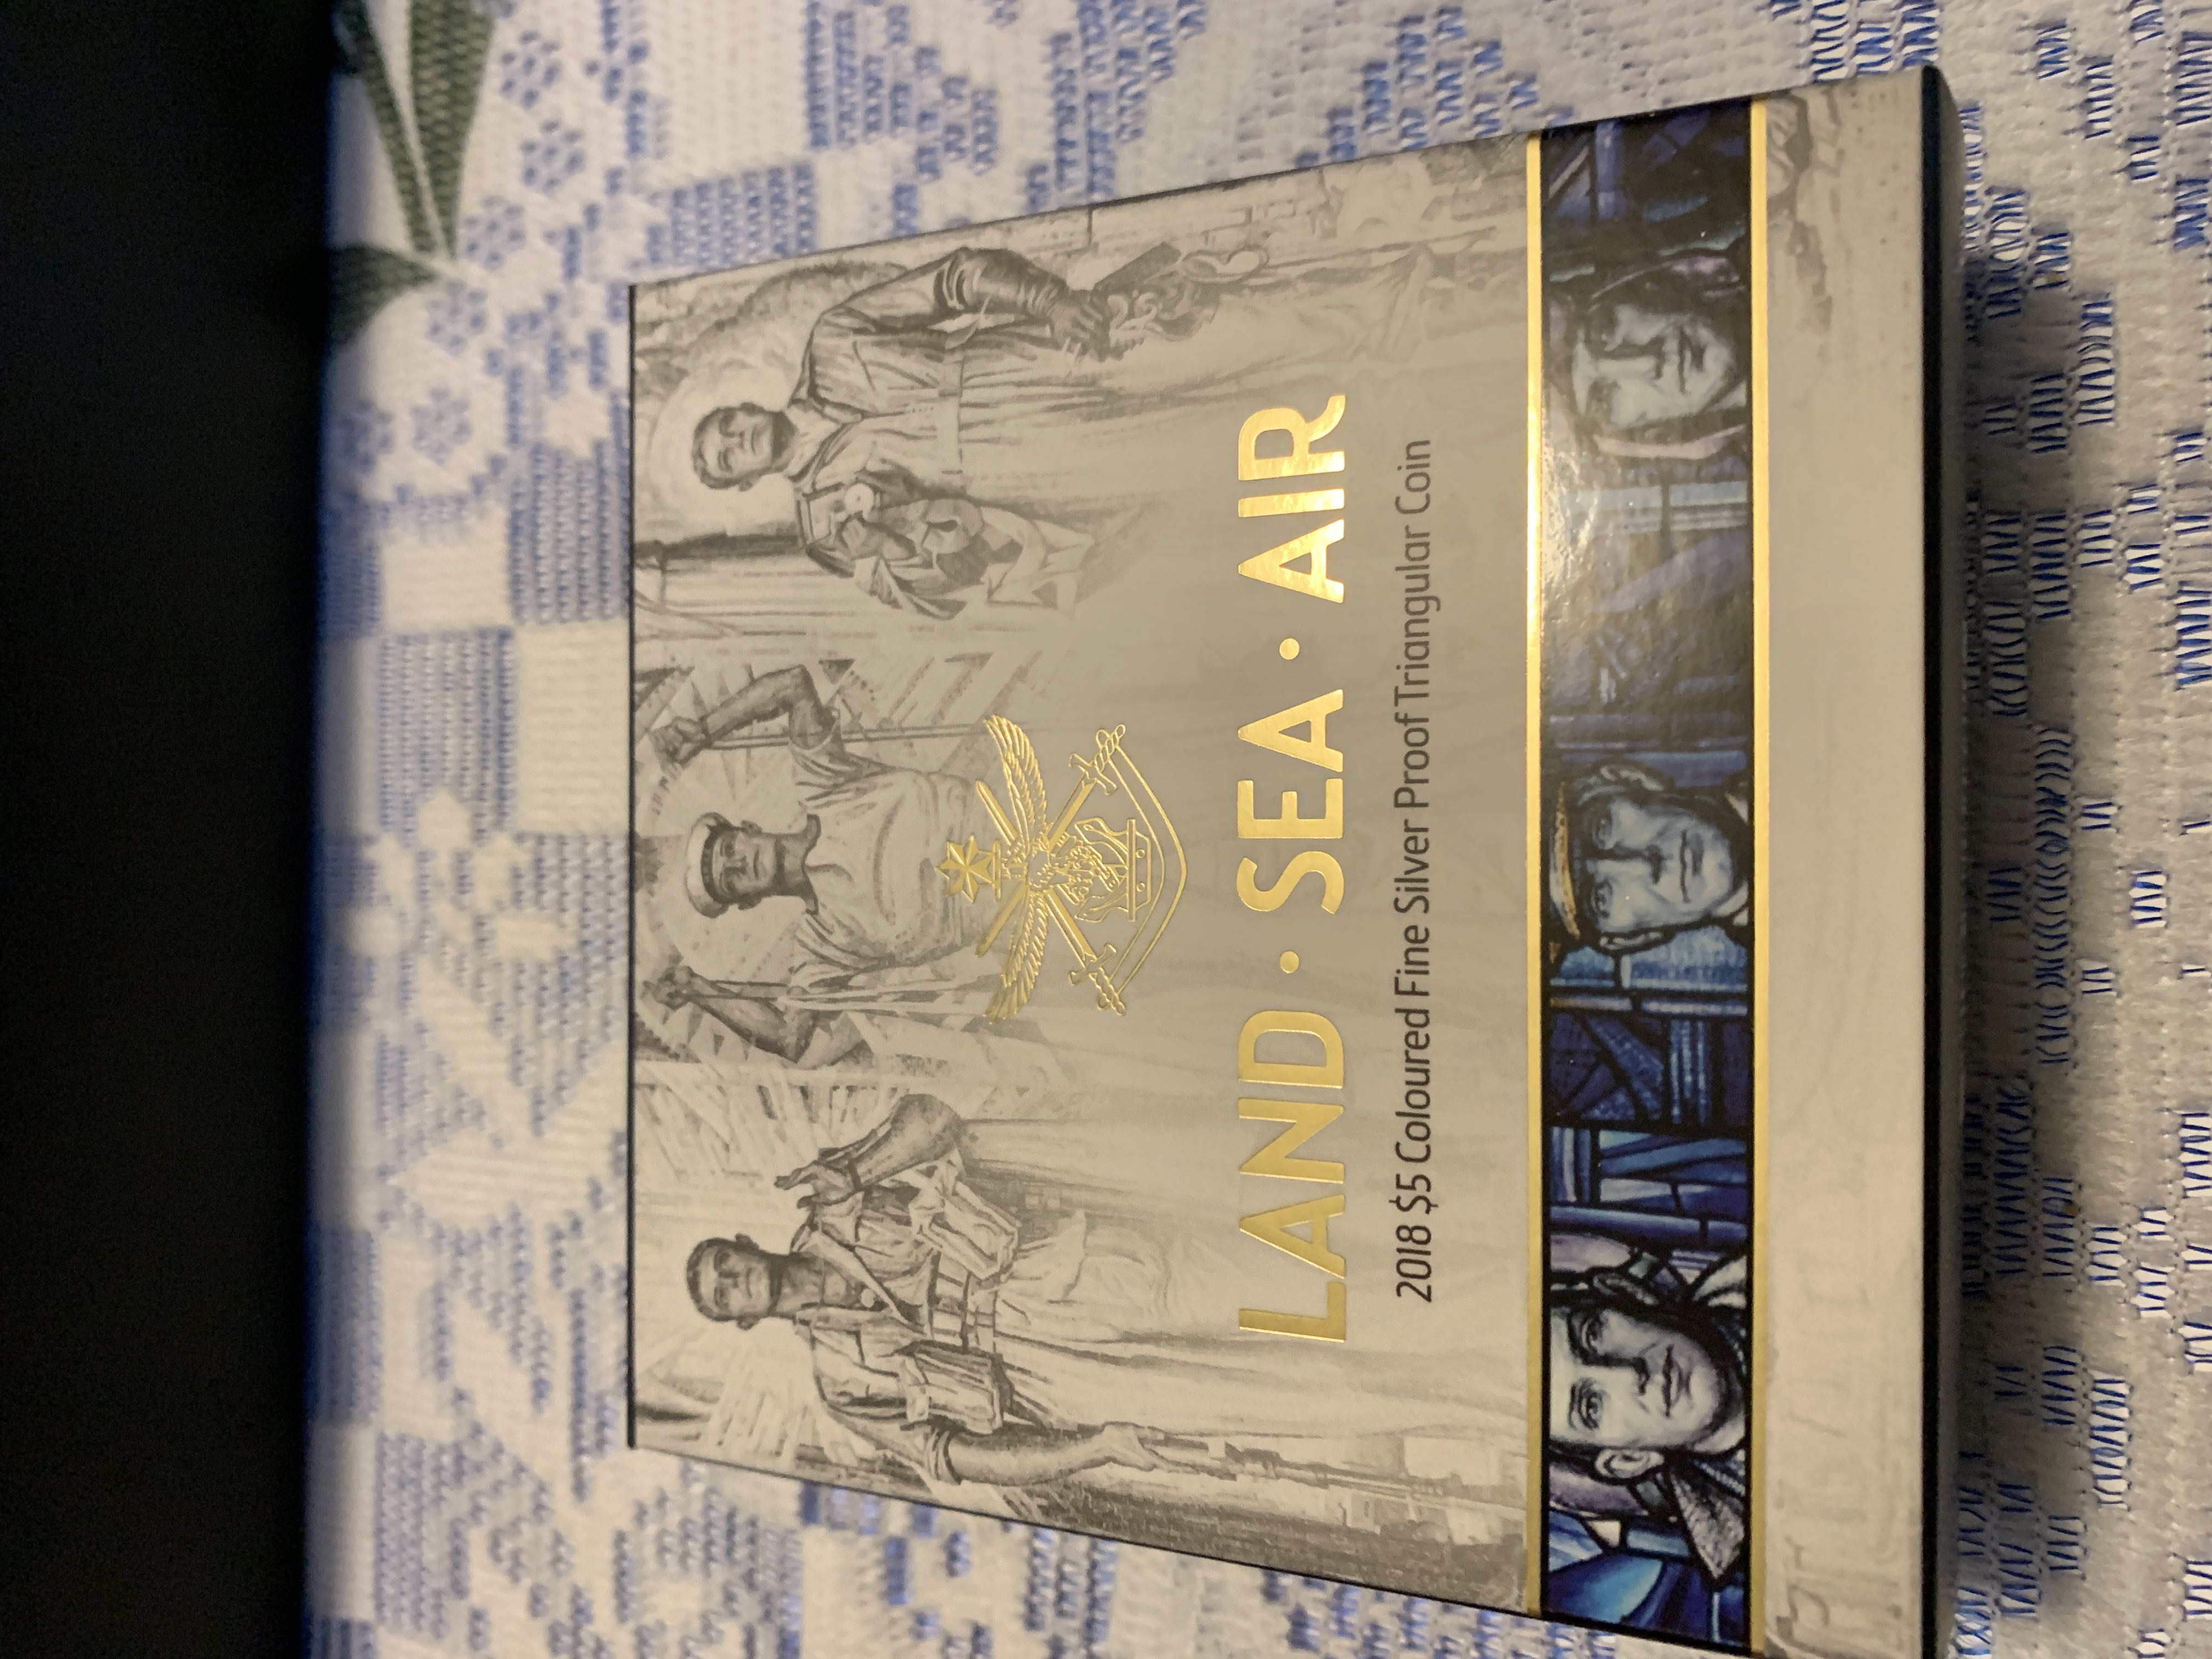 LAND · SEA · AIR
2018 $5 Coloured Fine Silver Proof Triangular Coin